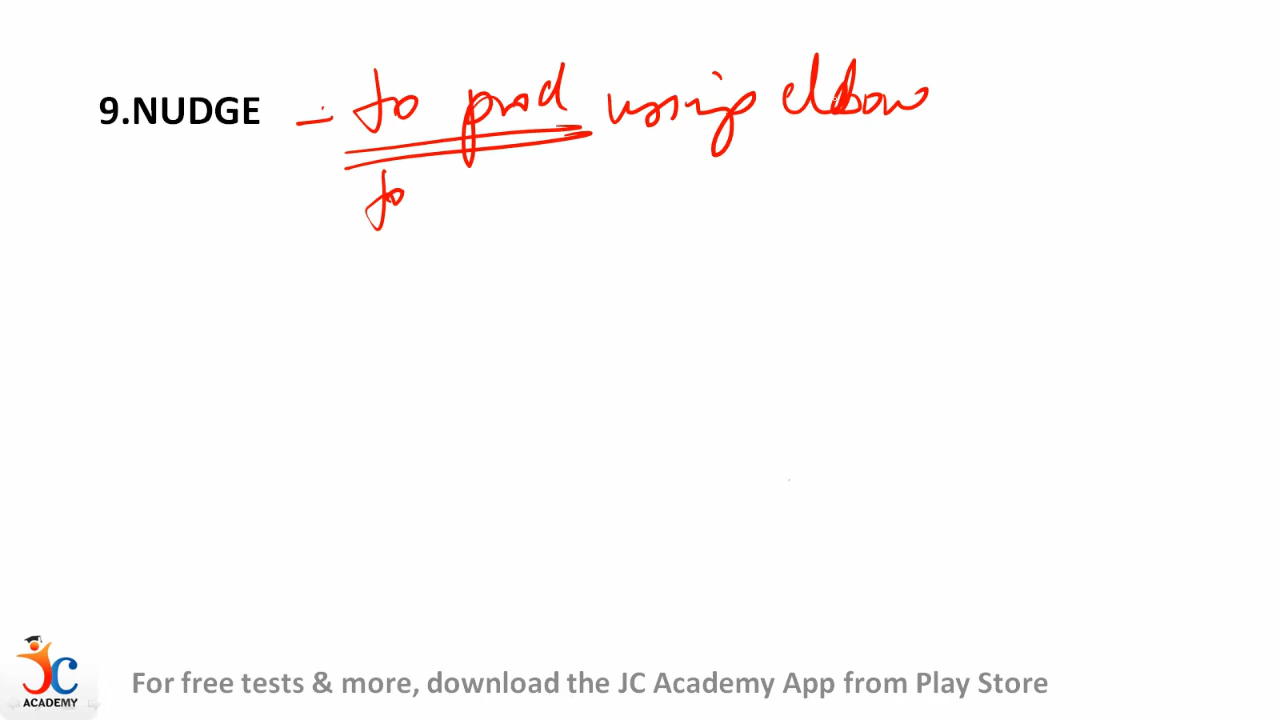 9.NUDGE - to prod using elbow
to
JC
ACADEMY
For free tests & more, download the JC Academy App from Play Store